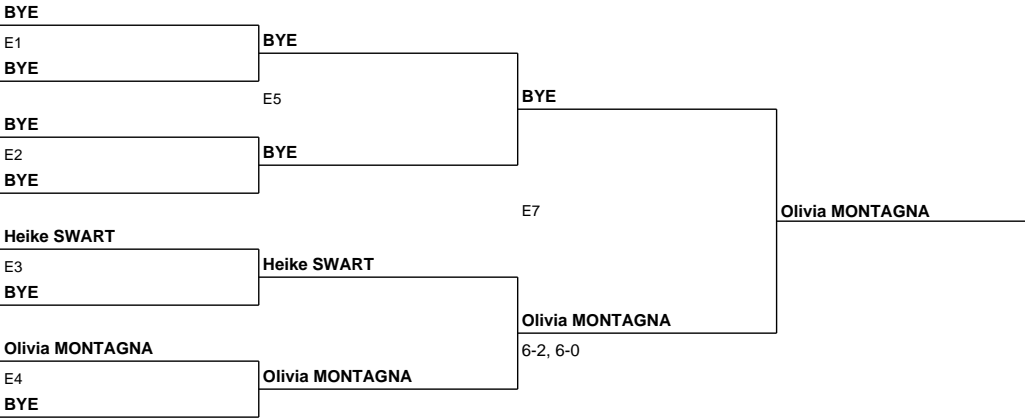 BYE
E1
BYE
BYE
E5
BYE
BYE
E2
BYE
BYE
E7
Olivia MONTAGNA
Heike SWART
E3
Heike SWART
BYE
Olivia MONTAGNA
6-2, 6-0
Olivia MONTAGNA
E4
Olivia MONTAGNA
BYE